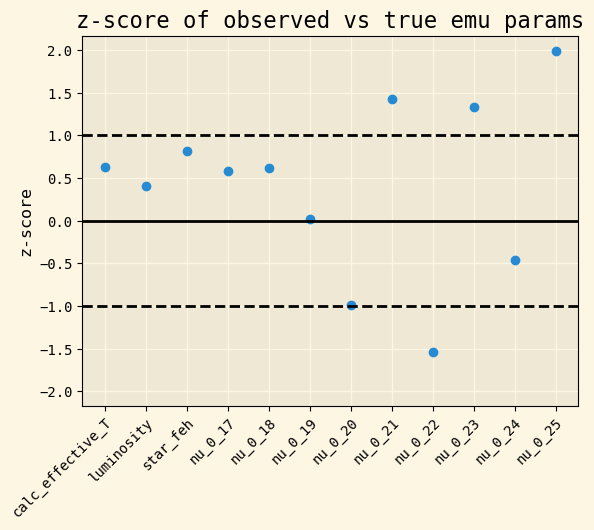 z-score of observed vs true emu params
z-score
2.0
1.5
1.0
0.5
0.0
−0.5
−1.0
−1.5
−2.0
calc_effective_T
luminosity
star_feh
nu_0_17
nu_0_18
nu_0_19
nu_0_20
nu_0_21
nu_0_22
nu_0_23
nu_0_24
nu_0_25